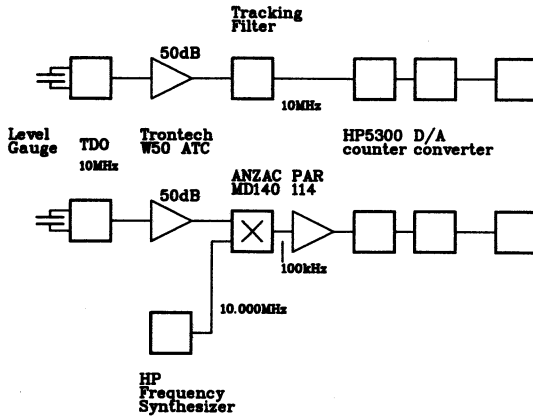 Tracking
Filter
50dB
10MHz
Level
Gauge
TDO
10MHz
Trontech
W50 ATC
HP5300 D/A
counter converter
50dB
ANZAC PAR
MD140 114
100kHz
10.000MHz
HP
Frequency
Synthesizer